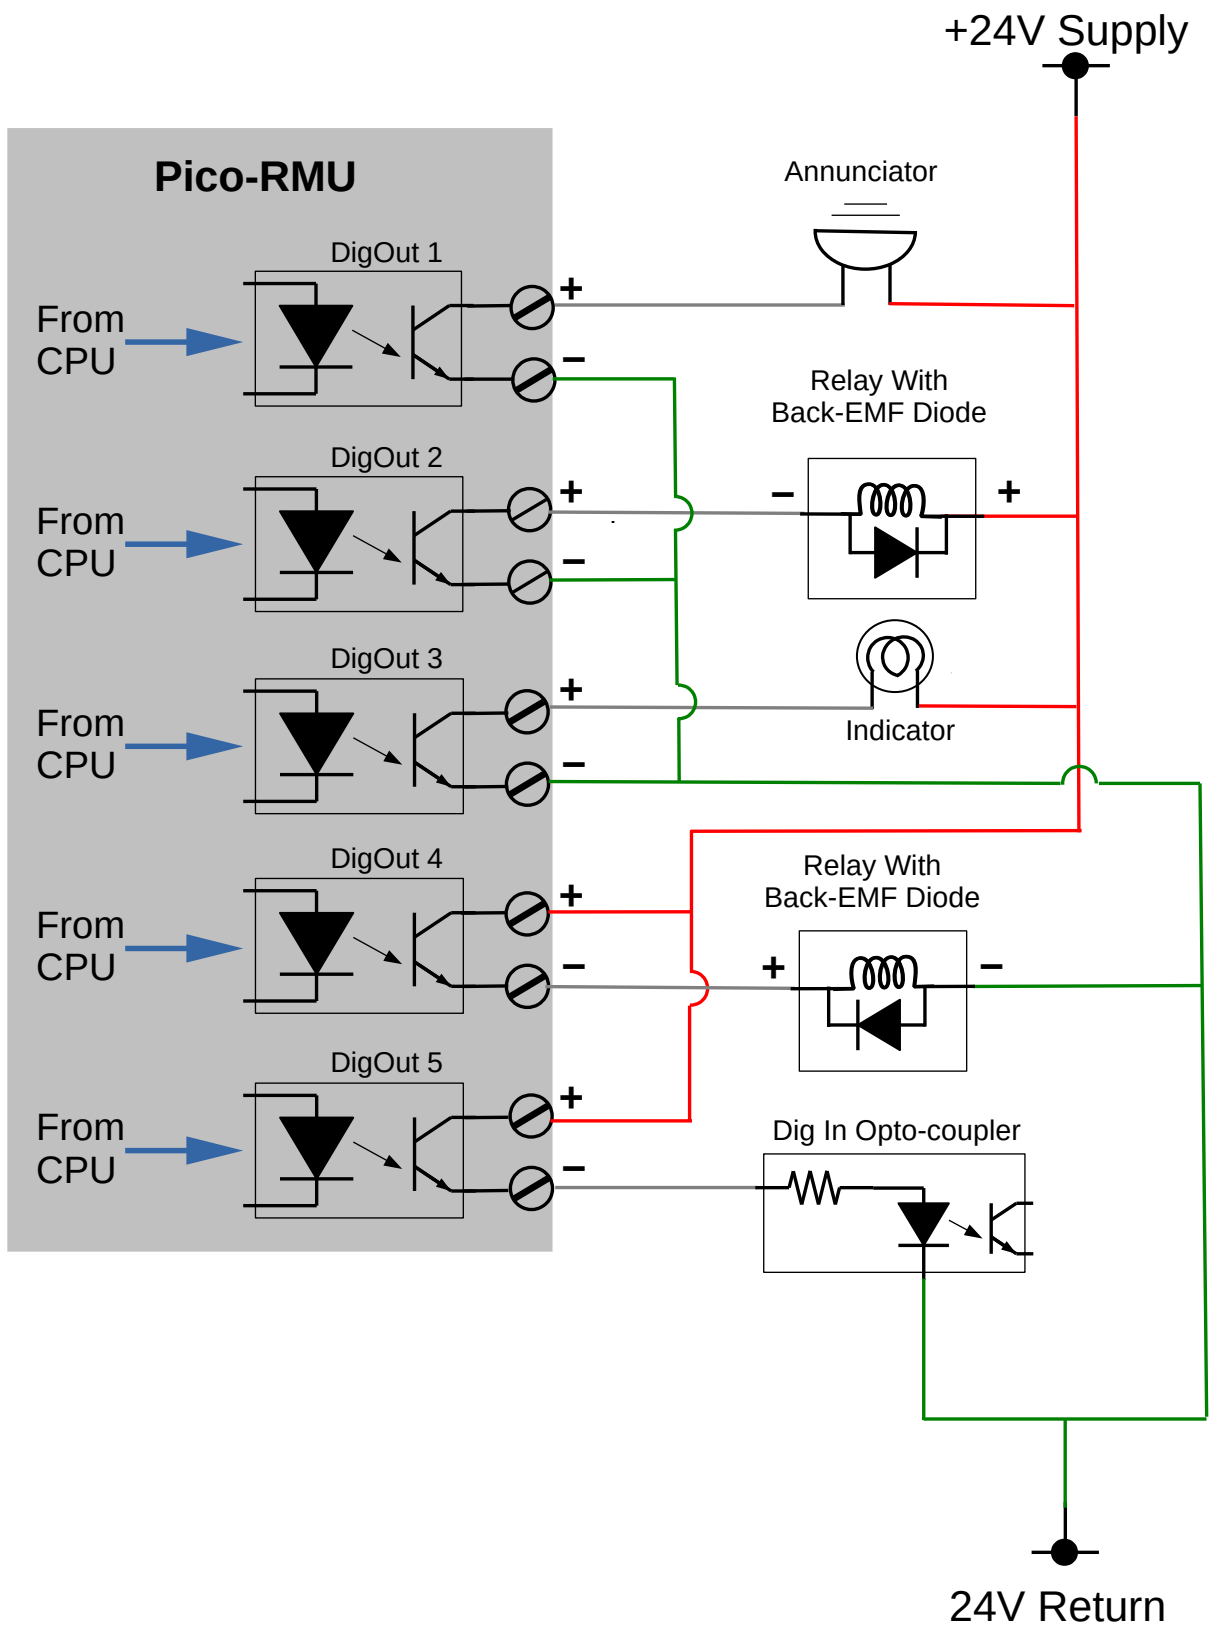 +24V Supply
Pico-RMU
Annunciator
DigOut 1
+
From
CPU
−
Relay With
Back-EMF Diode
DigOut 2
+
−
+
From
CPU
−
DigOut 3
+
From
CPU
Indicator
−
DigOut 4
Relay With
Back-EMF Diode
+
From
CPU
−
+
−
DigOut 5
+
From
CPU
Dig In Opto-coupler
−
24V Return